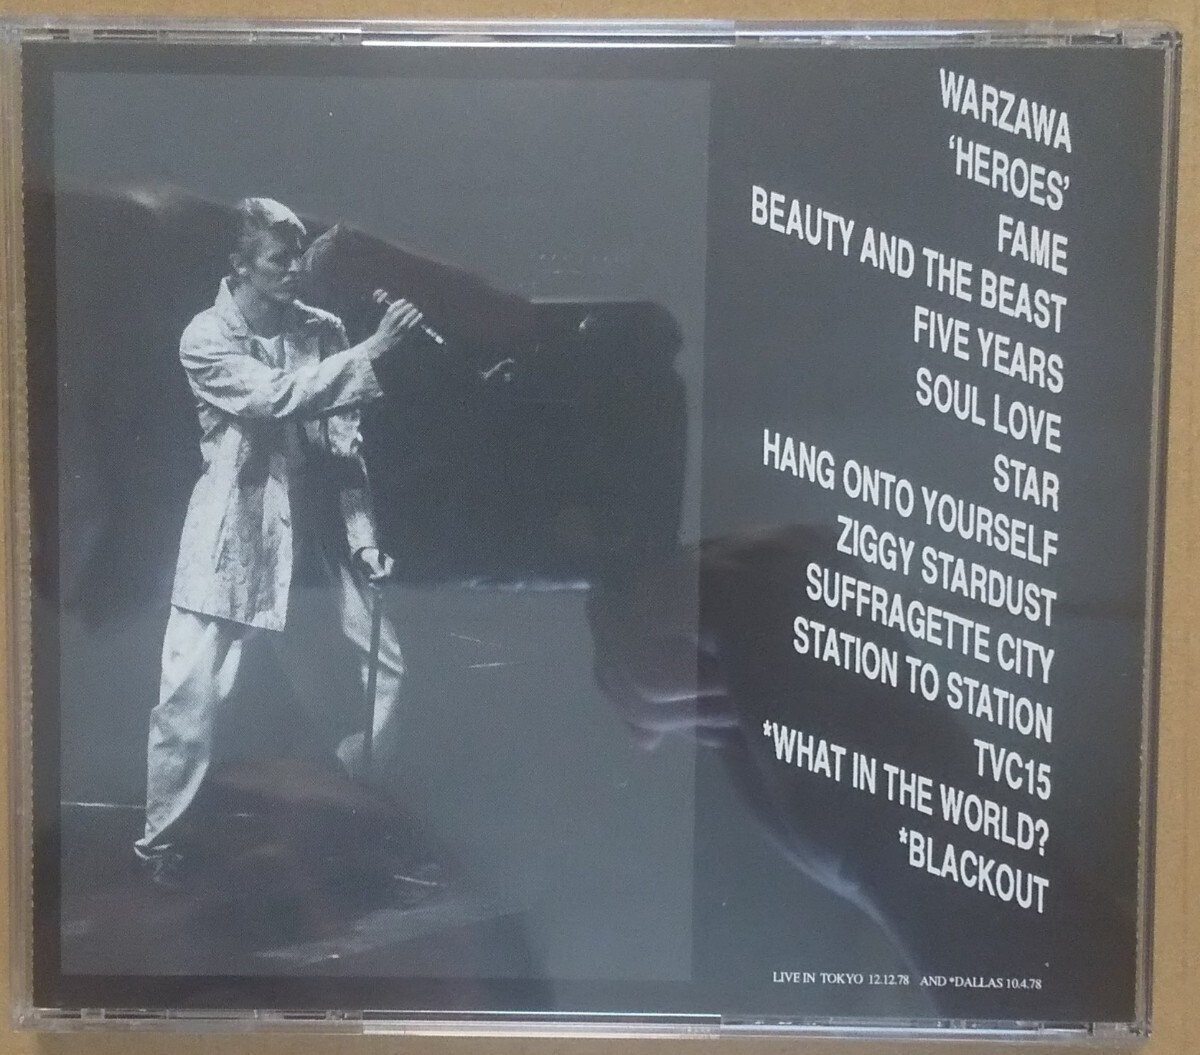 WARZAWA
‘HEROES’
FAME
BEAUTY AND THE BEAST
FIVE YEARS
SOUL LOVE
STAR
HANG ONTO YOURSELF
ZIGGY STARDUST
SUFFRAGETTE CITY
STATION TO STATION
TVC15
*WHAT IN THE WORLD?
*BLACKOUT
LIVE IN TOKYO 12.12.78 AND *DALLAS 10.4.78